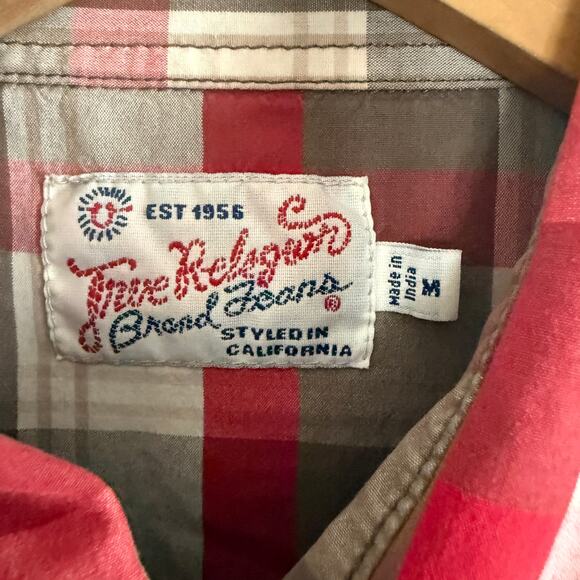 EST 1956
True Religion
Brand Jeans ®
STYLED IN
CALIFORNIA
Made in
India
M